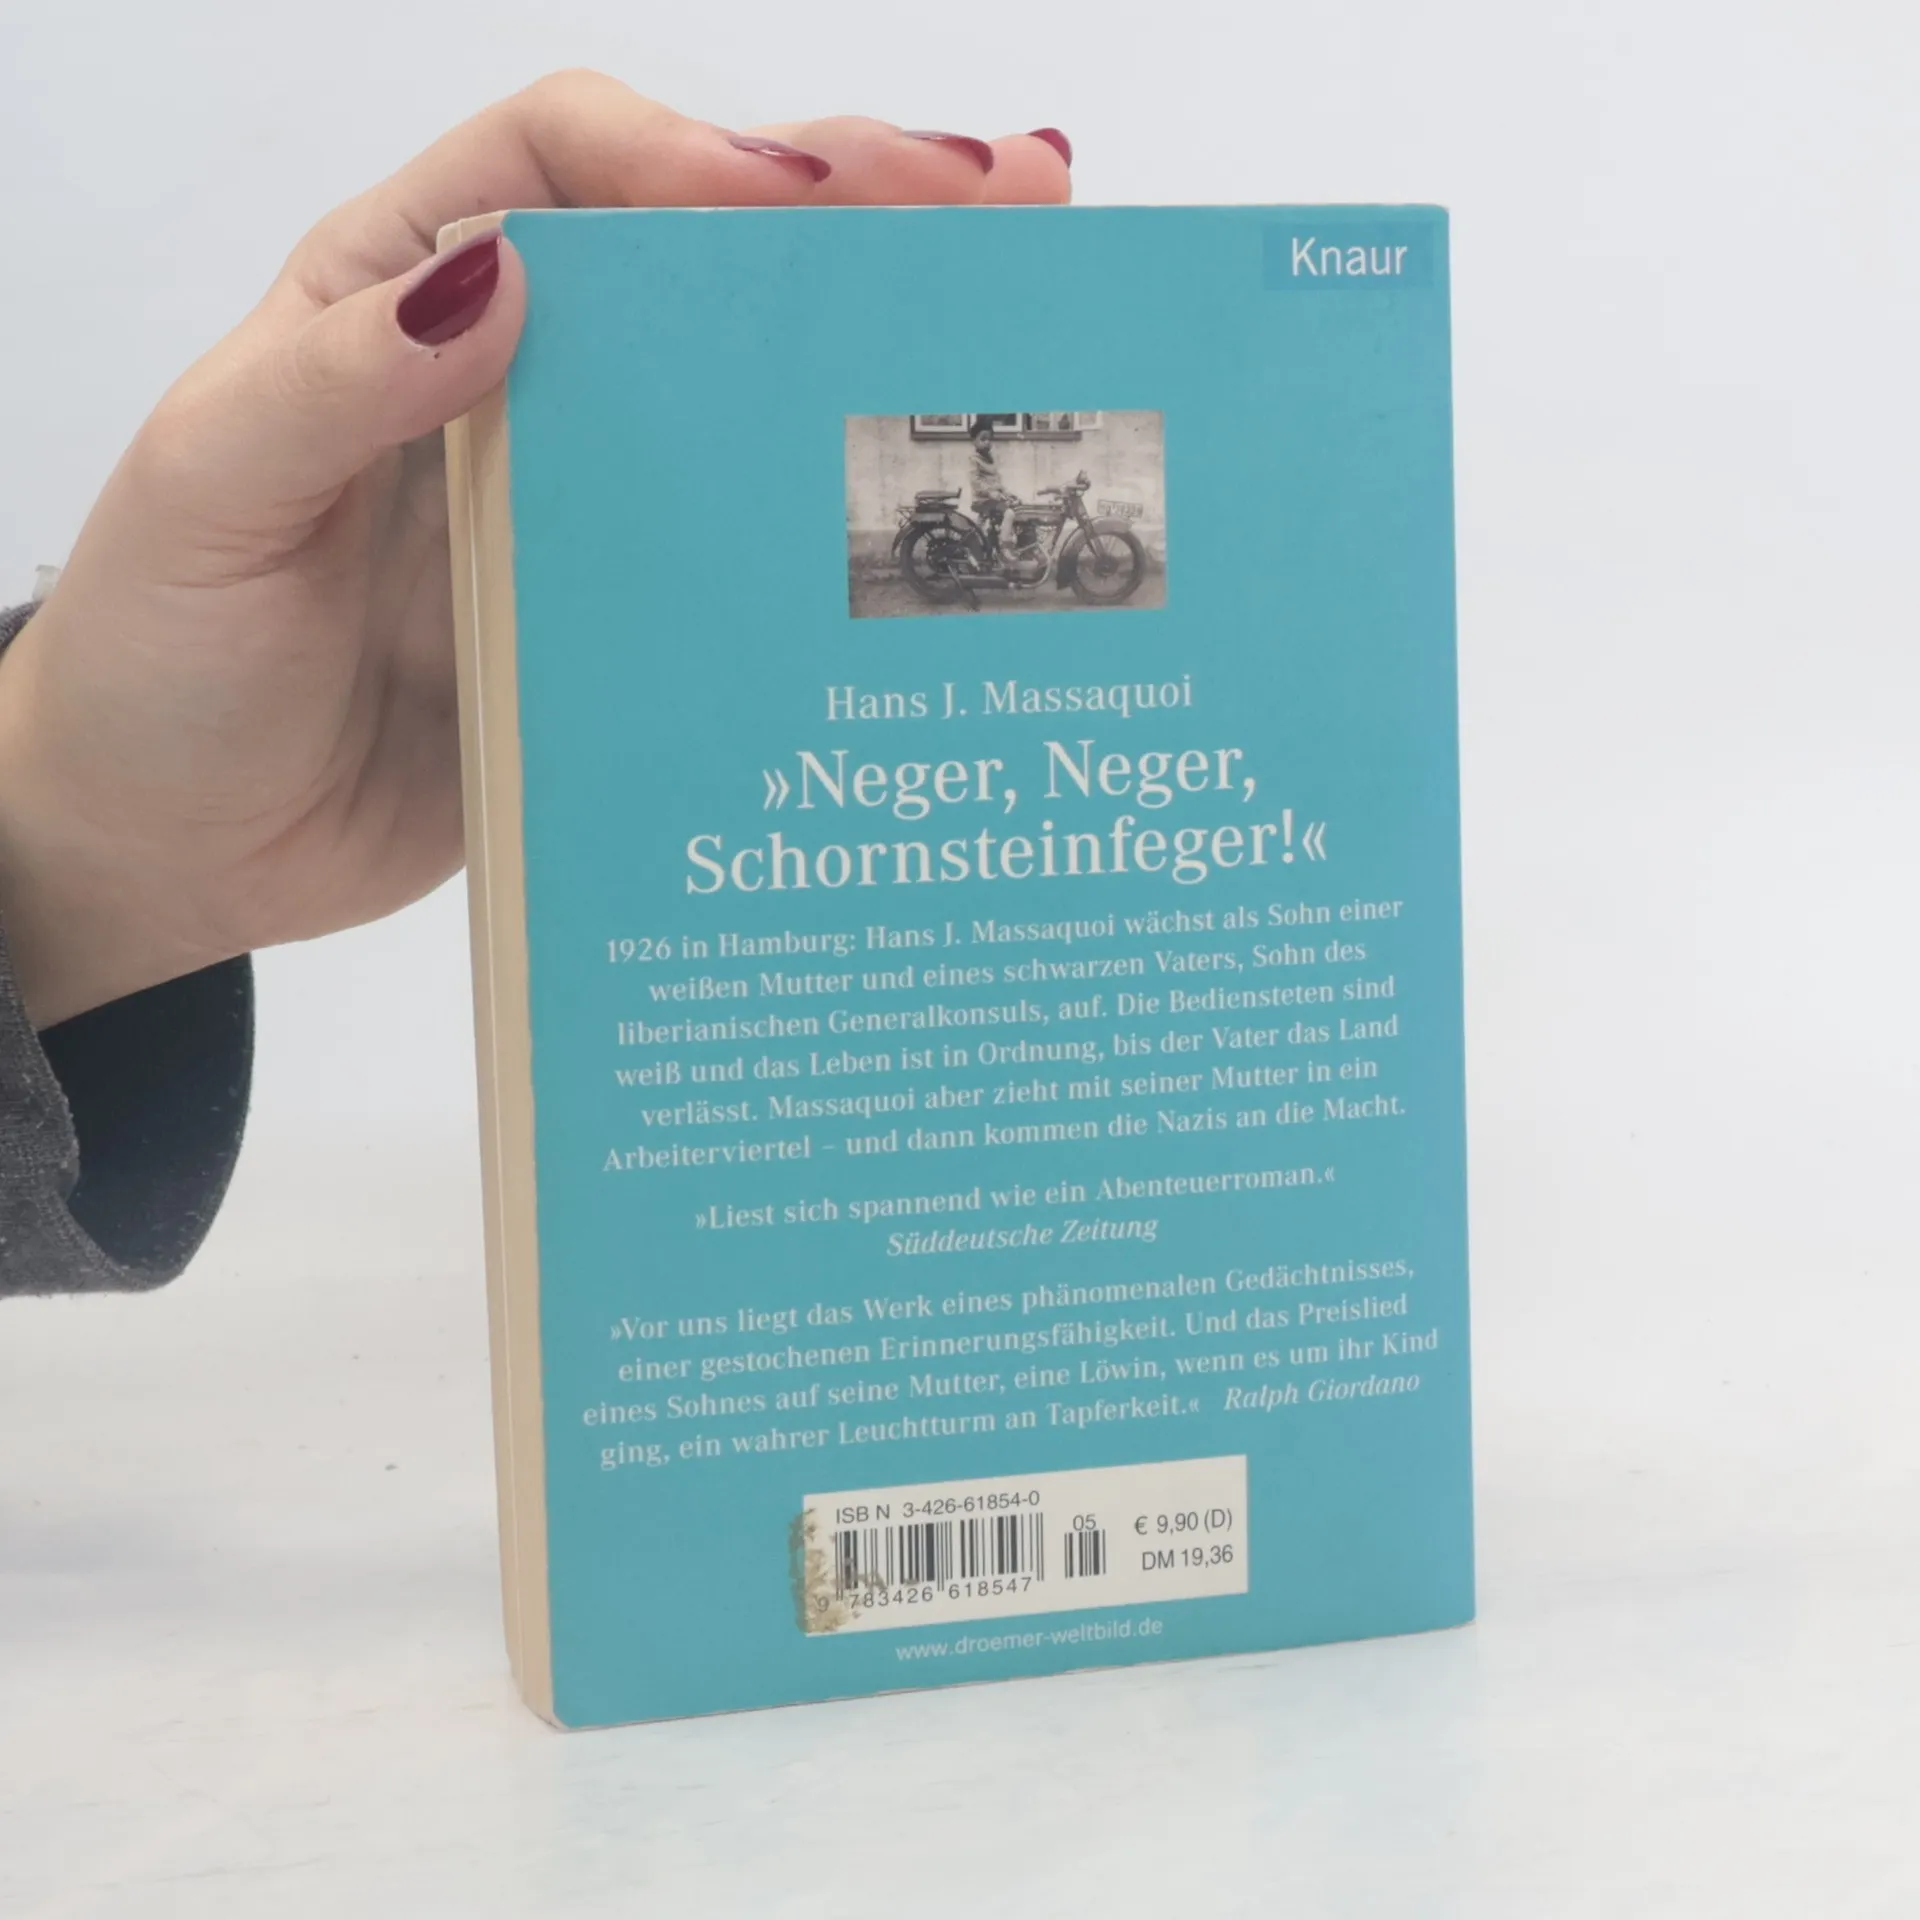 Knaur
Hans J. Massaquoi
»Neger, Neger,
Schornsteinfeger!«
1926 in Hamburg: Hans J. Massaquoi wächst als Sohn einer
weißen Mutter und eines schwarzen Vaters, Sohn des
liberianischen Generalkonsuls, auf. Die Bediensteten sind
weiß und das Leben ist in Ordnung, bis der Vater das Land
verlässt. Massaquoi aber zieht mit seiner Mutter in ein
Arbeiterviertel – und dann kommen die Nazis an die Macht.
»Liest sich spannend wie ein Abenteuerroman.«
Süddeutsche Zeitung
»Vor uns liegt das Werk eines phänomenalen Gedächtnisses,
einer gestochenen Erinnerungsfähigkeit. Und das Preislied
eines Sohnes auf seine Mutter, eine Löwin, wenn es um ihr Kind
ging, ein wahrer Leuchtturm an Tapferkeit.« Ralph Giordano
ISBN 3-426-61854-0
05
€ 9,90 (D)
DM 19,36
9 783426 618547
www.droemer-weltbild.de